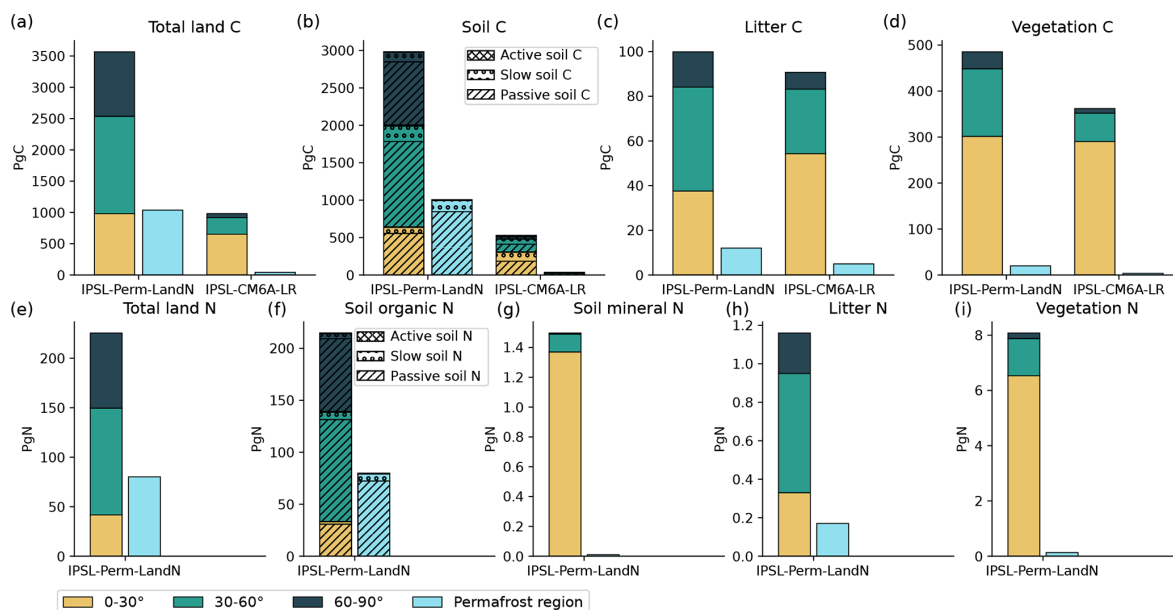 (a) Total land C
3500
3000
2500
2000
1500
1000
500
0
PgC
IPSL-Perm-LandN IPSL-CM6A-LR
(b) Soil C
3000
2500
2000
1500
1000
500
0
PgC
Active soil C
Slow soil C
Passive soil C
IPSL-Perm-LandN IPSL-CM6A-LR
(c) Litter C
100
80
60
40
20
0
PgC
IPSL-Perm-LandN IPSL-CM6A-LR
(d) Vegetation C
500
400
300
200
100
0
PgC
IPSL-Perm-LandN IPSL-CM6A-LR
(e) Total land N
200
150
100
50
0
PgN
IPSL-Perm-LandN
(f) Soil organic N
200
150
100
50
0
PgN
Active soil N
Slow soil N
Passive soil N
IPSL-Perm-LandN
(g) Soil mineral N
1.4
1.2
1.0
0.8
0.6
0.4
0.2
0.0
PgN
IPSL-Perm-LandN
(h) Litter N
1.2
1.0
0.8
0.6
0.4
0.2
0.0
PgN
IPSL-Perm-LandN
(i) Vegetation N
8
6
4
2
0
PgN
IPSL-Perm-LandN
0-30° 30-60° 60-90° Permafrost region